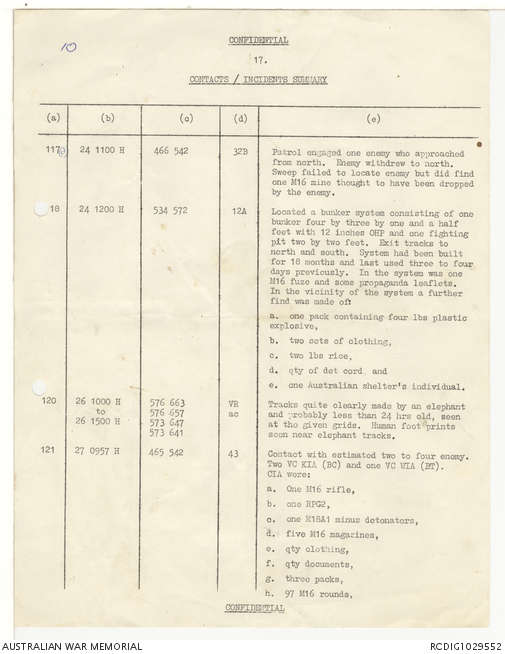 CONFIDENTIAL
10
17.
CONTACTS / INCIDENTS SUMMARY
(a) (b) (c) (d) (e)
117 24 1100 H 466 542 32B Patrol engaged one enemy who approached
from north. Enemy withdrew to north.
Sweep failed to locate enemy but did find
one M16 mine thought to have been dropped
by the enemy.
18 24 1200 H 534 572 12A Located a bunker system consisting of one
bunker four by three by one and a half
feet with 12 inches OHP and one fighting
pit two by two feet. Exit tracks to
north and south. System had been built
for 18 months and last used three to four
days previously. In the system was one
M16 fuze and some propaganda leaflets.
In the vicinity of the system a further
find was made of:
a. one pack containing four lbs plastic
explosive,
b. two sets of clothing,
c. two lbs rice,
d. qty of det cord and
e. one Australian shelter's individual.
120 26 1000 H 576 663 VR Tracks quite clearly made by an elephant
to 576 657 ac and probably less than 24 hrs old, seen
26 1500 H 573 647 at the given grids. Human foot prints
573 641 seen near elephant tracks.
121 27 0957 H 465 542 43 Contact with estimated two to four enemy.
Two VC KIA (BC) and one VC WIA (BT).
CIA were:
a. One M16 rifle,
b. one RPG2,
c. one M18A1 minus detonators,
d. five M16 magazines,
e. qty clothing,
f. qty documents,
g. three packs,
h. 97 M16 rounds,
CONFIDENTIAL
AUSTRALIAN WAR MEMORIAL RCDIG1029552